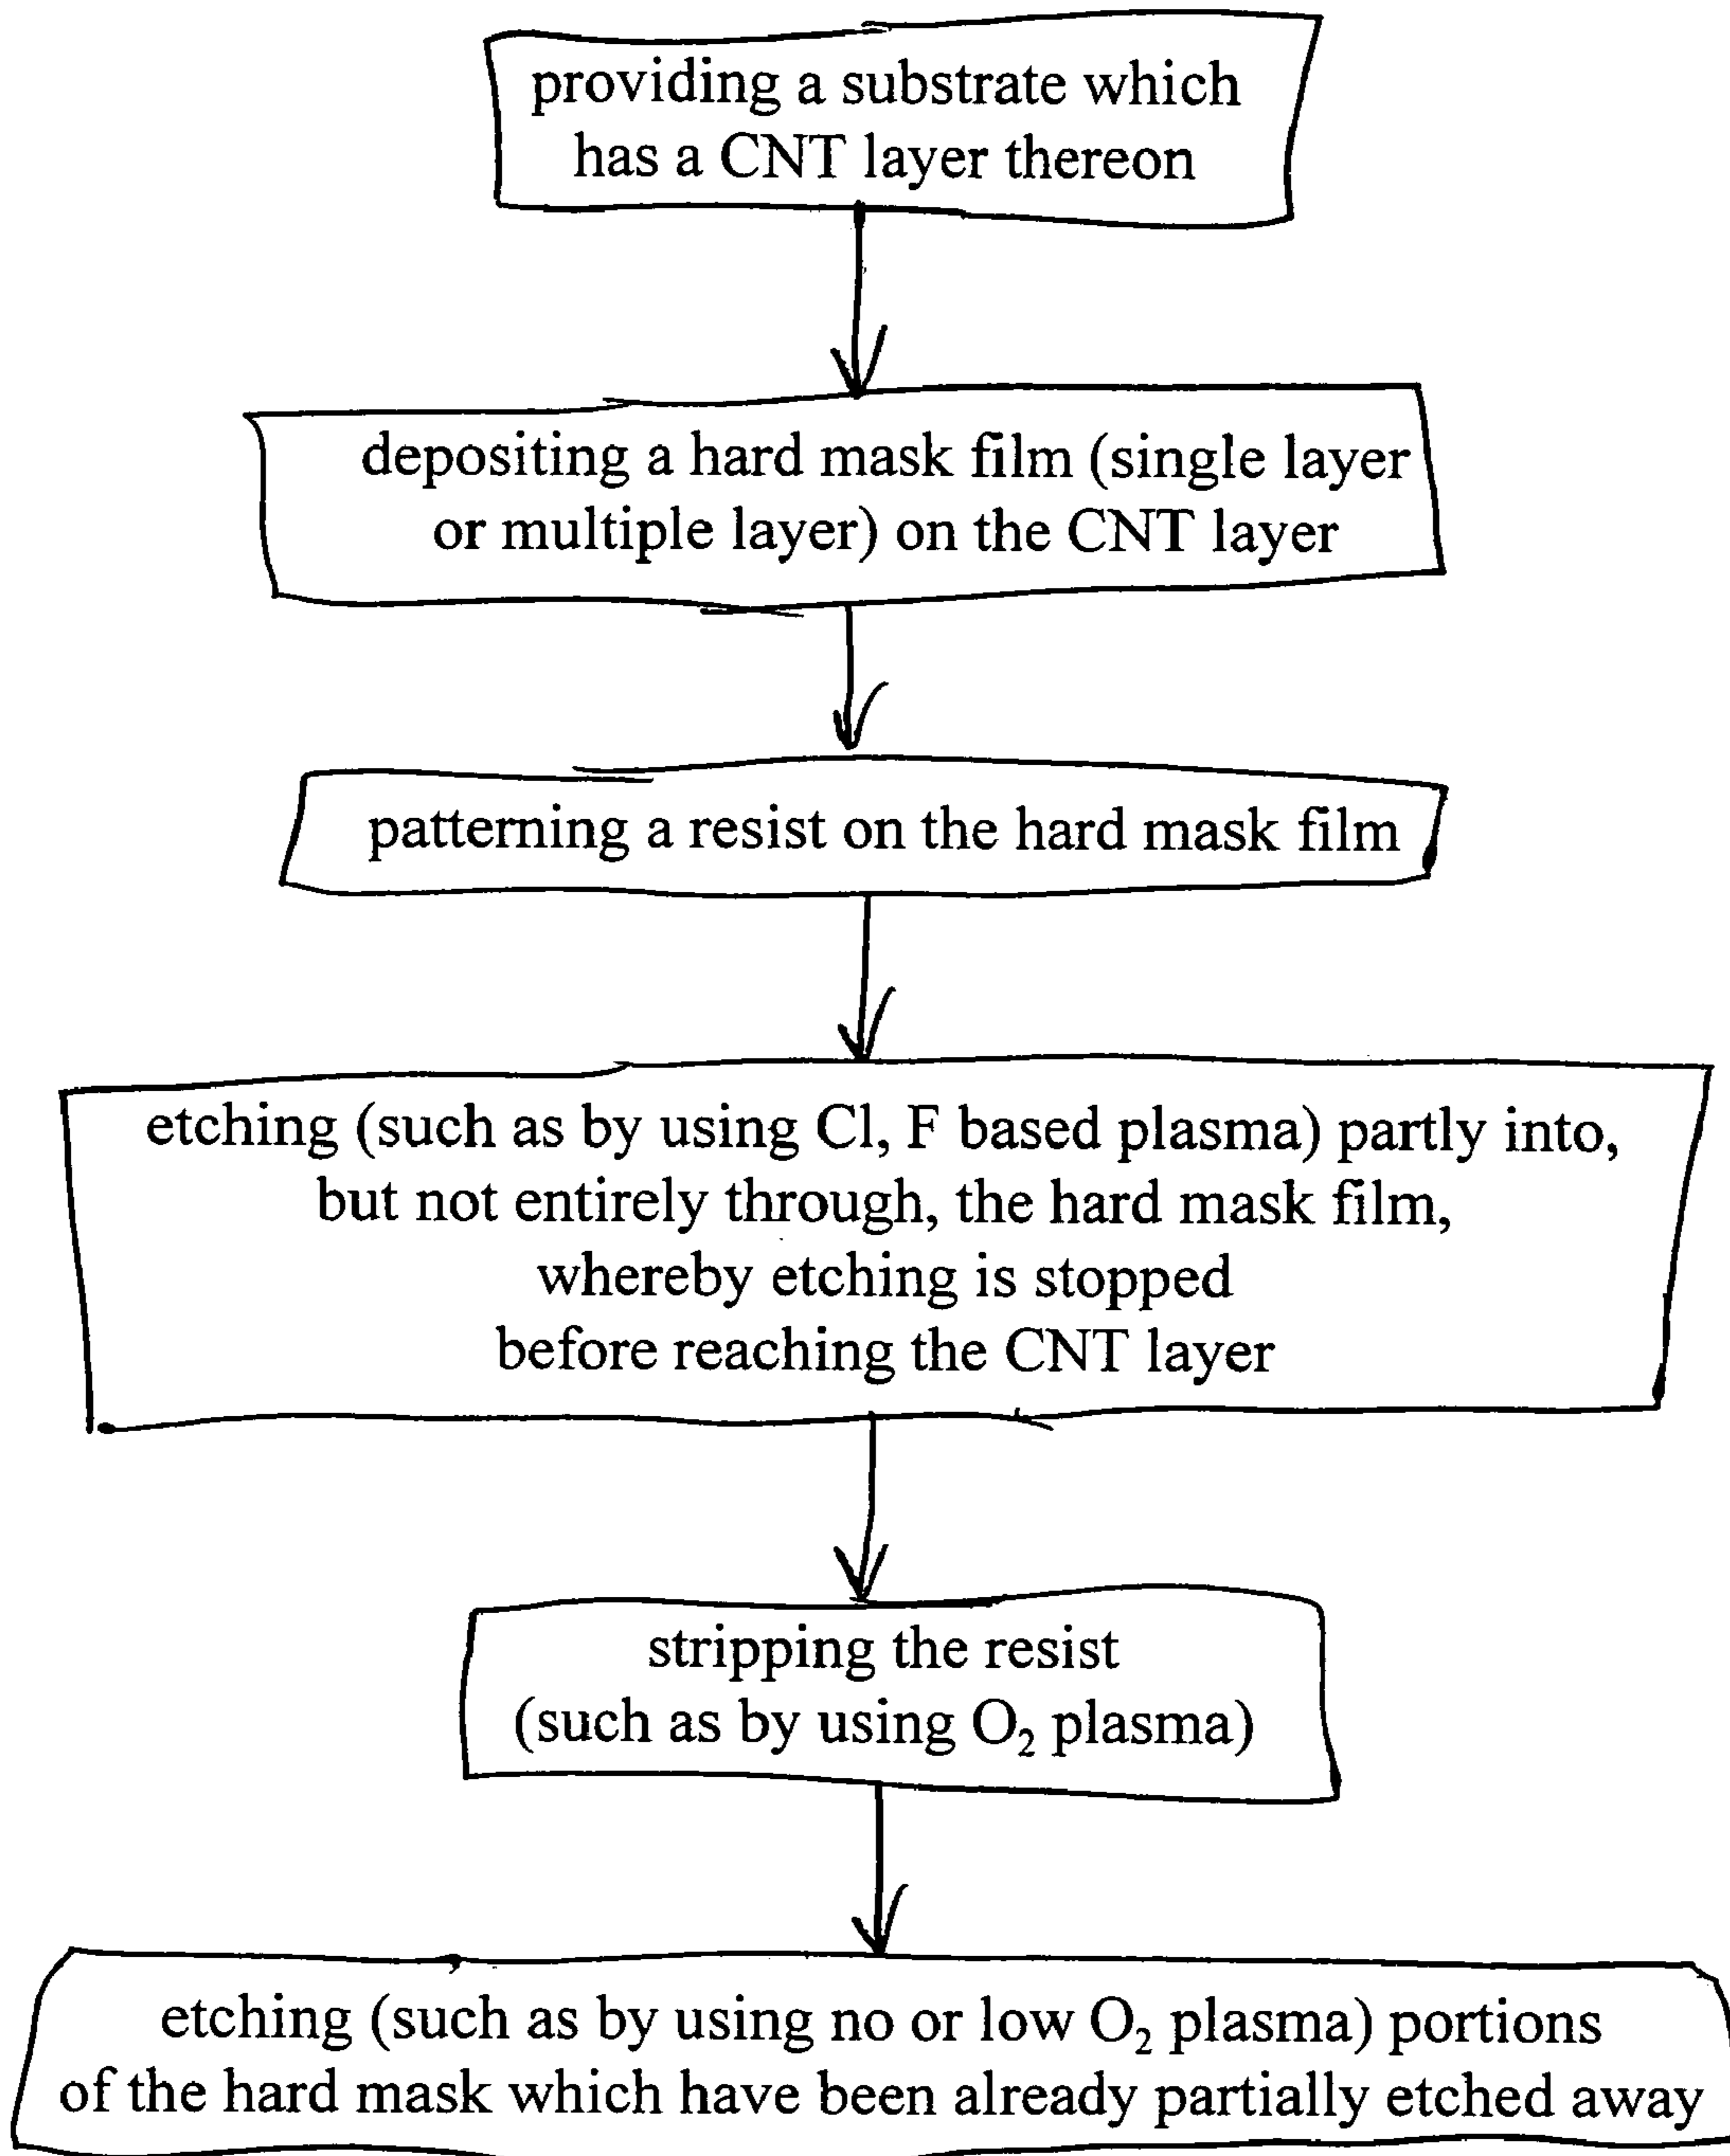 providing a substrate which
has a CNT layer thereon
depositing a hard mask film (single layer
or multiple layer) on the CNT layer
patterning a resist on the hard mask film
etching (such as by using Cl, F based plasma) partly into,
but not entirely through, the hard mask film,
whereby etching is stopped
before reaching the CNT layer
stripping the resist
(such as by using O₂ plasma)
etching (such as by using no or low O₂ plasma) portions
of the hard mask which have been already partially etched away